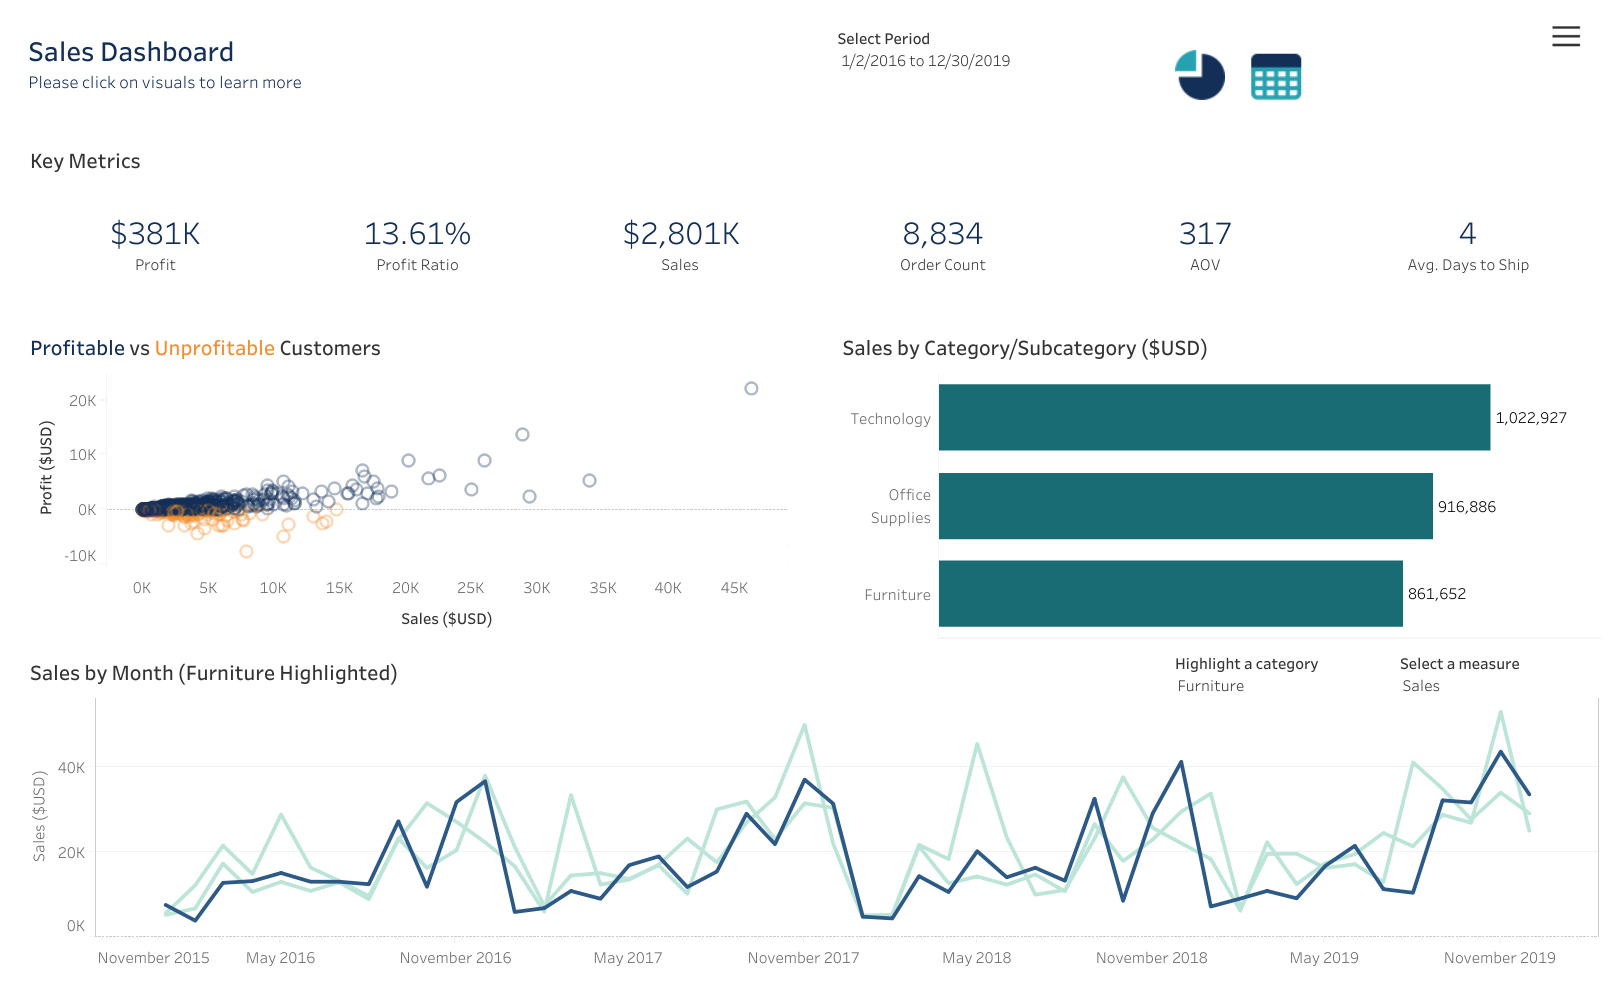 Sales Dashboard
Please click on visuals to learn more
Select Period
1/2/2016 to 12/30/2019
Key Metrics
$381K
Profit
13.61%
Profit Ratio
$2,801K
Sales
8,834
Order Count
317
AOV
4
Avg. Days to Ship
Profitable vs Unprofitable Customers
Profit ($USD)
20K
10K
0K
-10K
0K 5K 10K 15K 20K 25K 30K 35K 40K 45K
Sales ($USD)
Sales by Category/Subcategory ($USD)
Technology
1,022,927
Office
Supplies
916,886
Furniture
861,652
Sales by Month (Furniture Highlighted)
Highlight a category
Furniture
Select a measure
Sales
Sales ($USD)
40K
20K
0K
November 2015 May 2016 November 2016 May 2017 November 2017 May 2018 November 2018 May 2019 November 2019